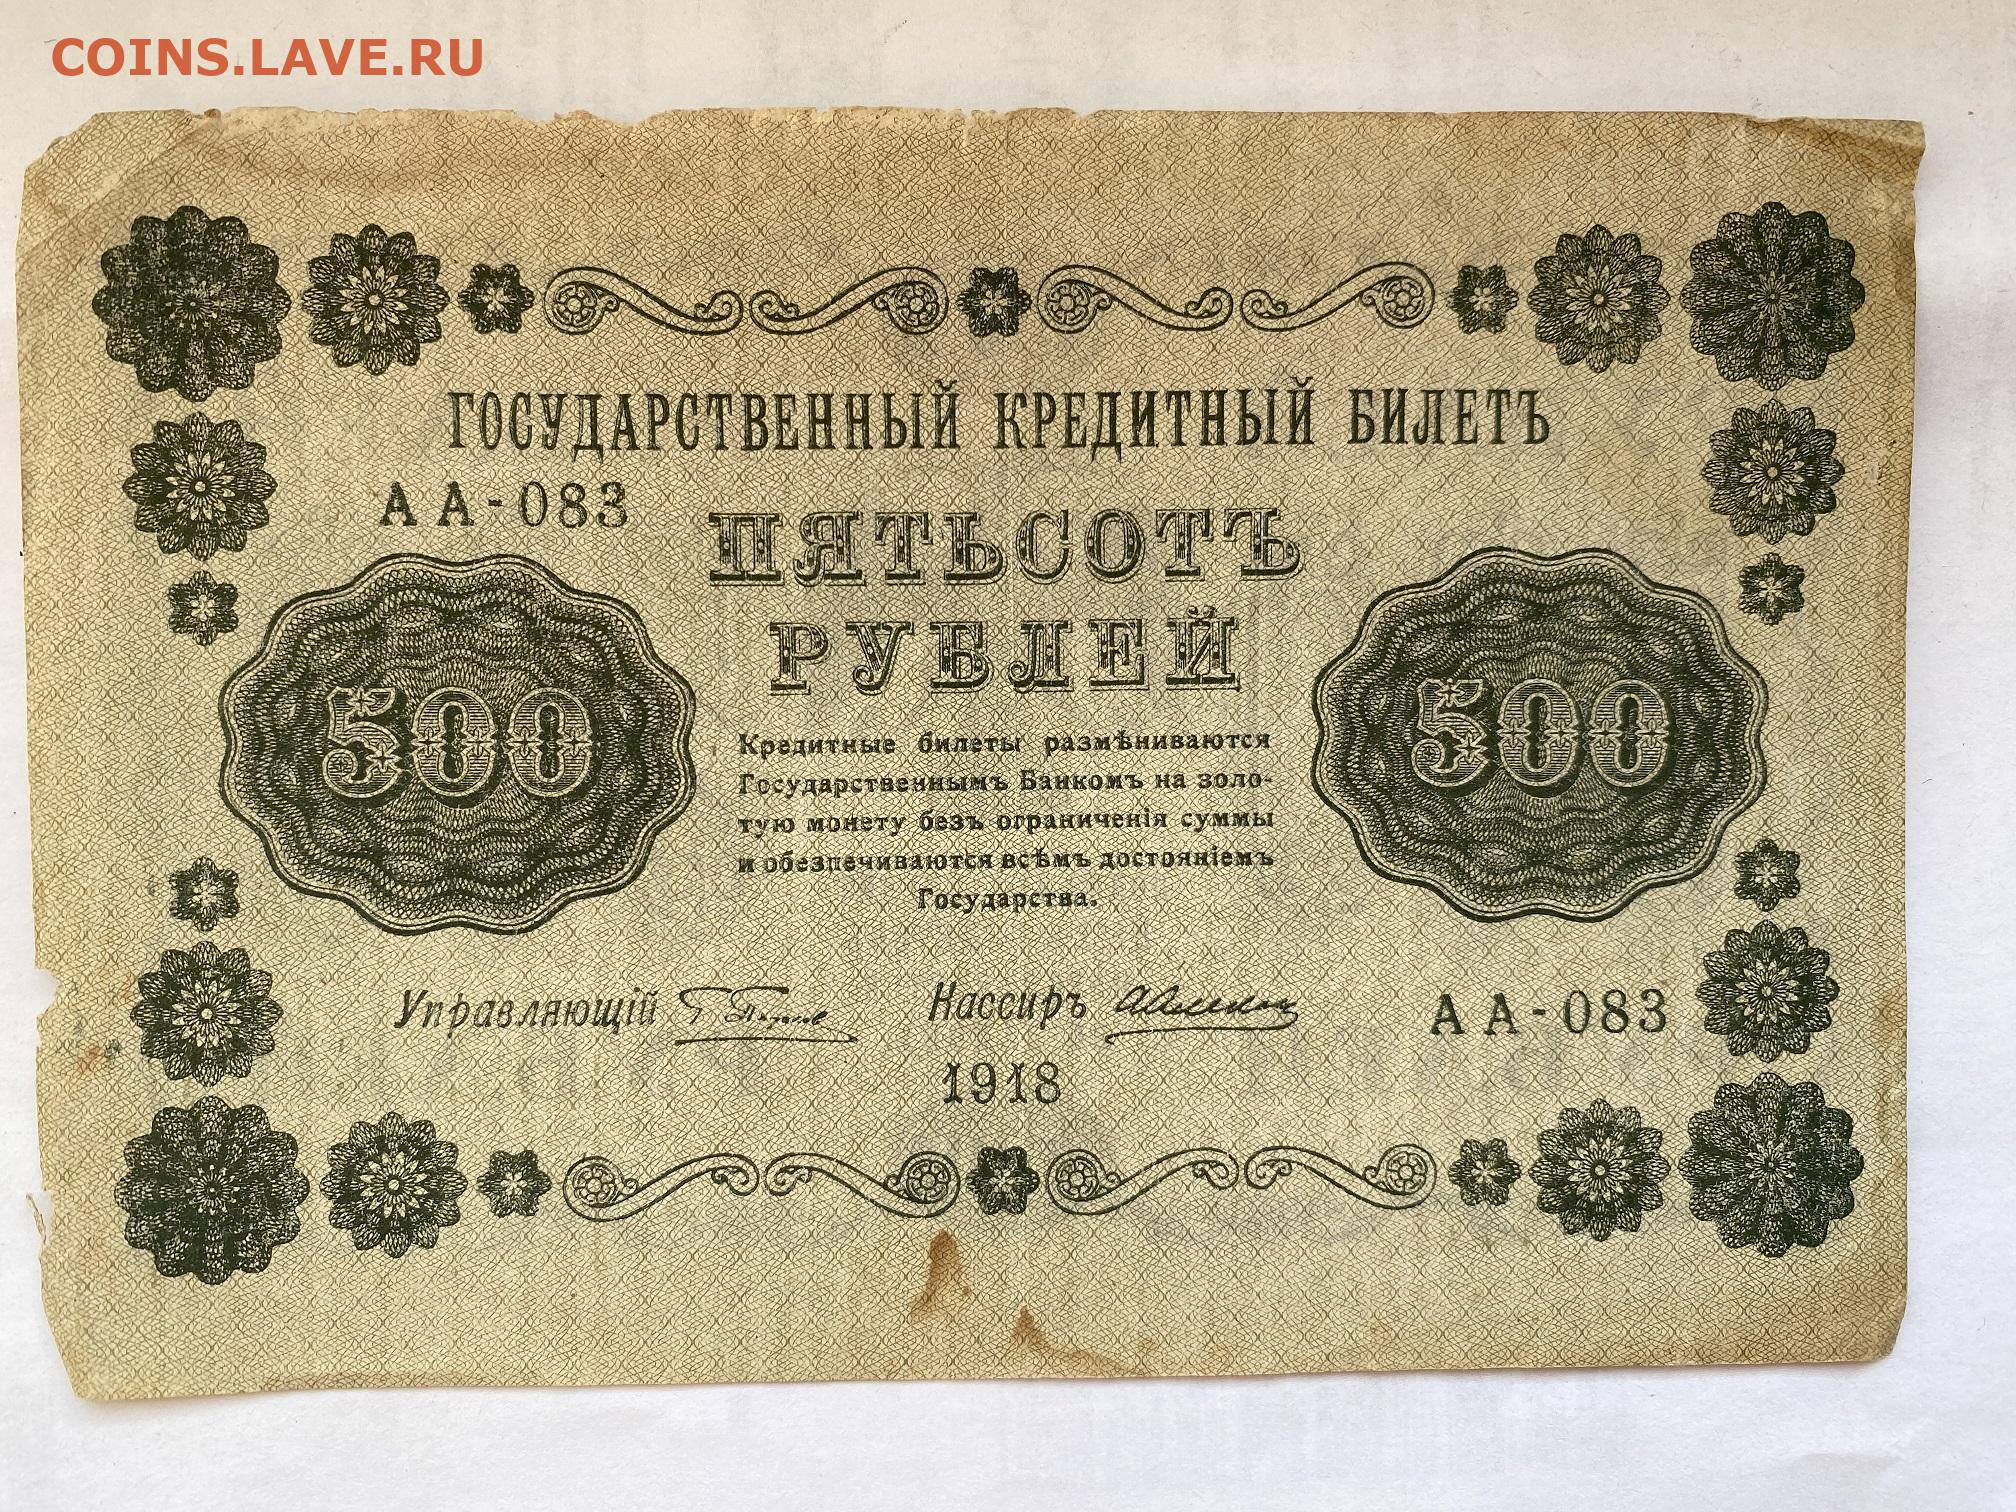 COINS.LAVE.RU
ГОСУДАРСТВЕННЫЙ КРЕДИТНЫЙ БИЛЕТЪ
АА-083
ПЯТЬСОТЪ
РУБЛЕЙ
500
500
Кредитные билеты размѣниваются
Государственнымъ Банкомъ на золо-
тую монету безъ ограниченія суммы
и обезпечиваются всѣмъ достояніемъ
Государства.
Управляющій
Кассиръ
АА-083
1918